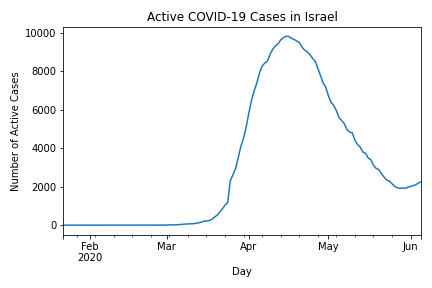 Active COVID-19 Cases in Israel
Number of Active Cases
10000
8000
6000
4000
2000
0
Feb
2020
Mar
Apr
May
Jun
Day